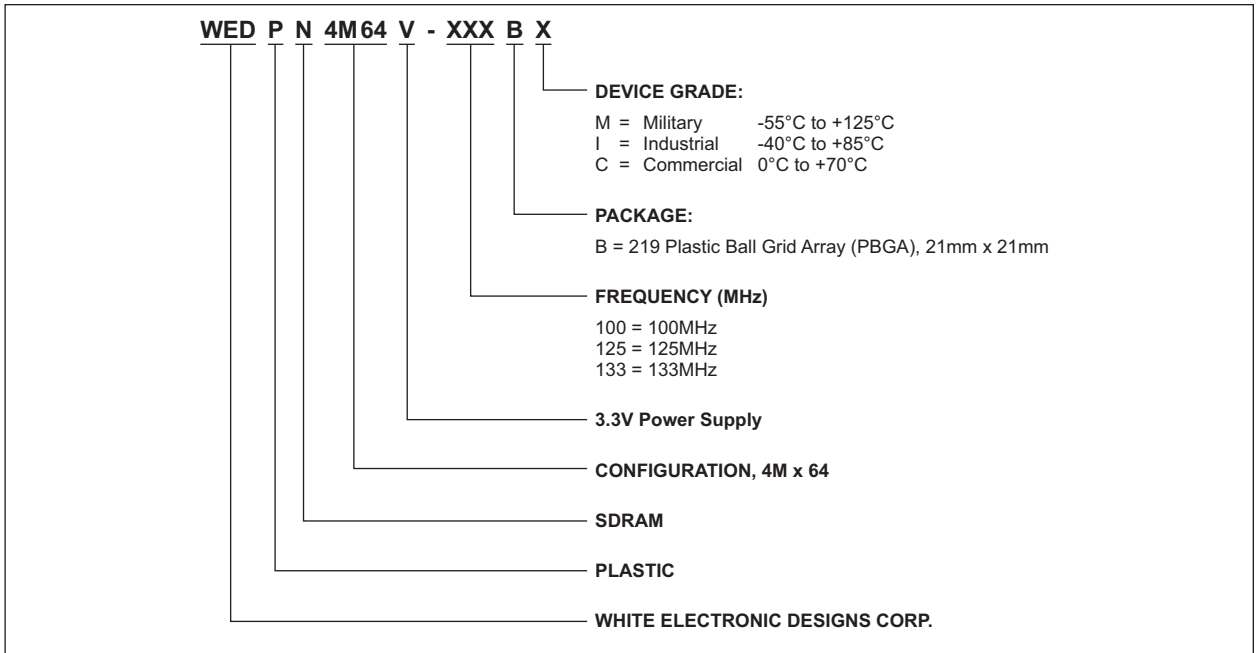 WED P N 4M64 V - XXX B X
DEVICE GRADE:
M = Military -55°C to +125°C
I = Industrial -40°C to +85°C
C = Commercial 0°C to +70°C
PACKAGE:
B = 219 Plastic Ball Grid Array (PBGA), 21mm x 21mm
FREQUENCY (MHz)
100 = 100MHz
125 = 125MHz
133 = 133MHz
3.3V Power Supply
CONFIGURATION, 4M x 64
SDRAM
PLASTIC
WHITE ELECTRONIC DESIGNS CORP.